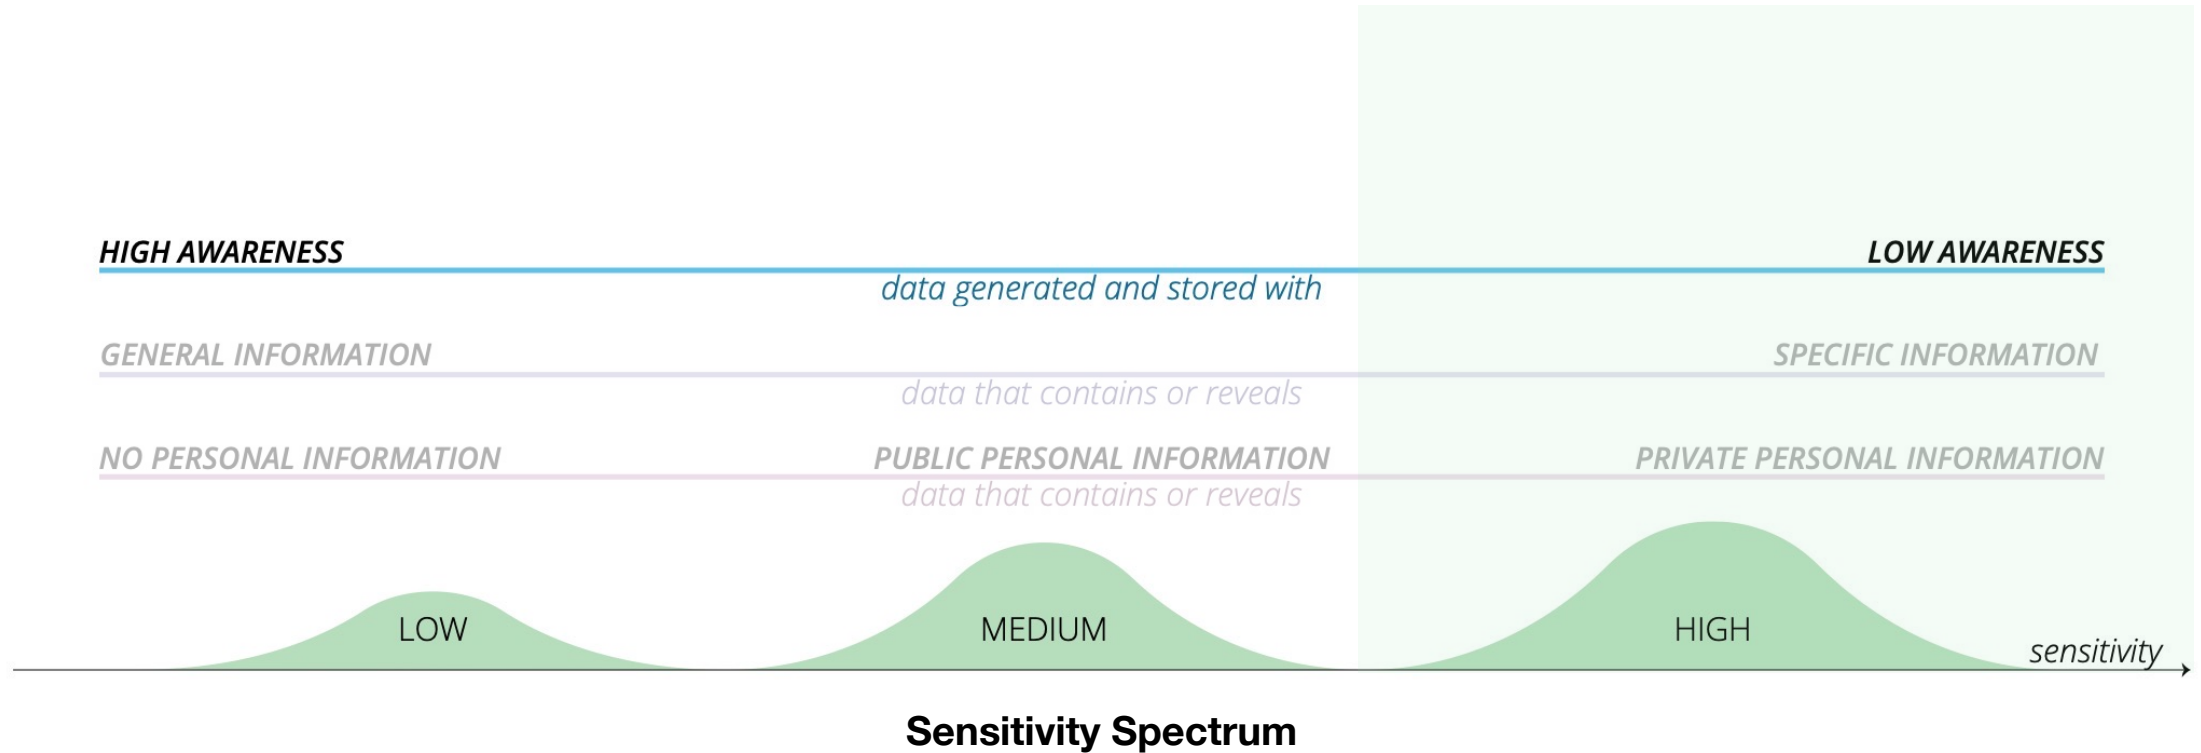 HIGH AWARENESS LOW AWARENESS
data generated and stored with
GENERAL INFORMATION SPECIFIC INFORMATION
data that contains or reveals
NO PERSONAL INFORMATION PUBLIC PERSONAL INFORMATION PRIVATE PERSONAL INFORMATION
data that contains or reveals
LOW MEDIUM HIGH
sensitivity
Sensitivity Spectrum